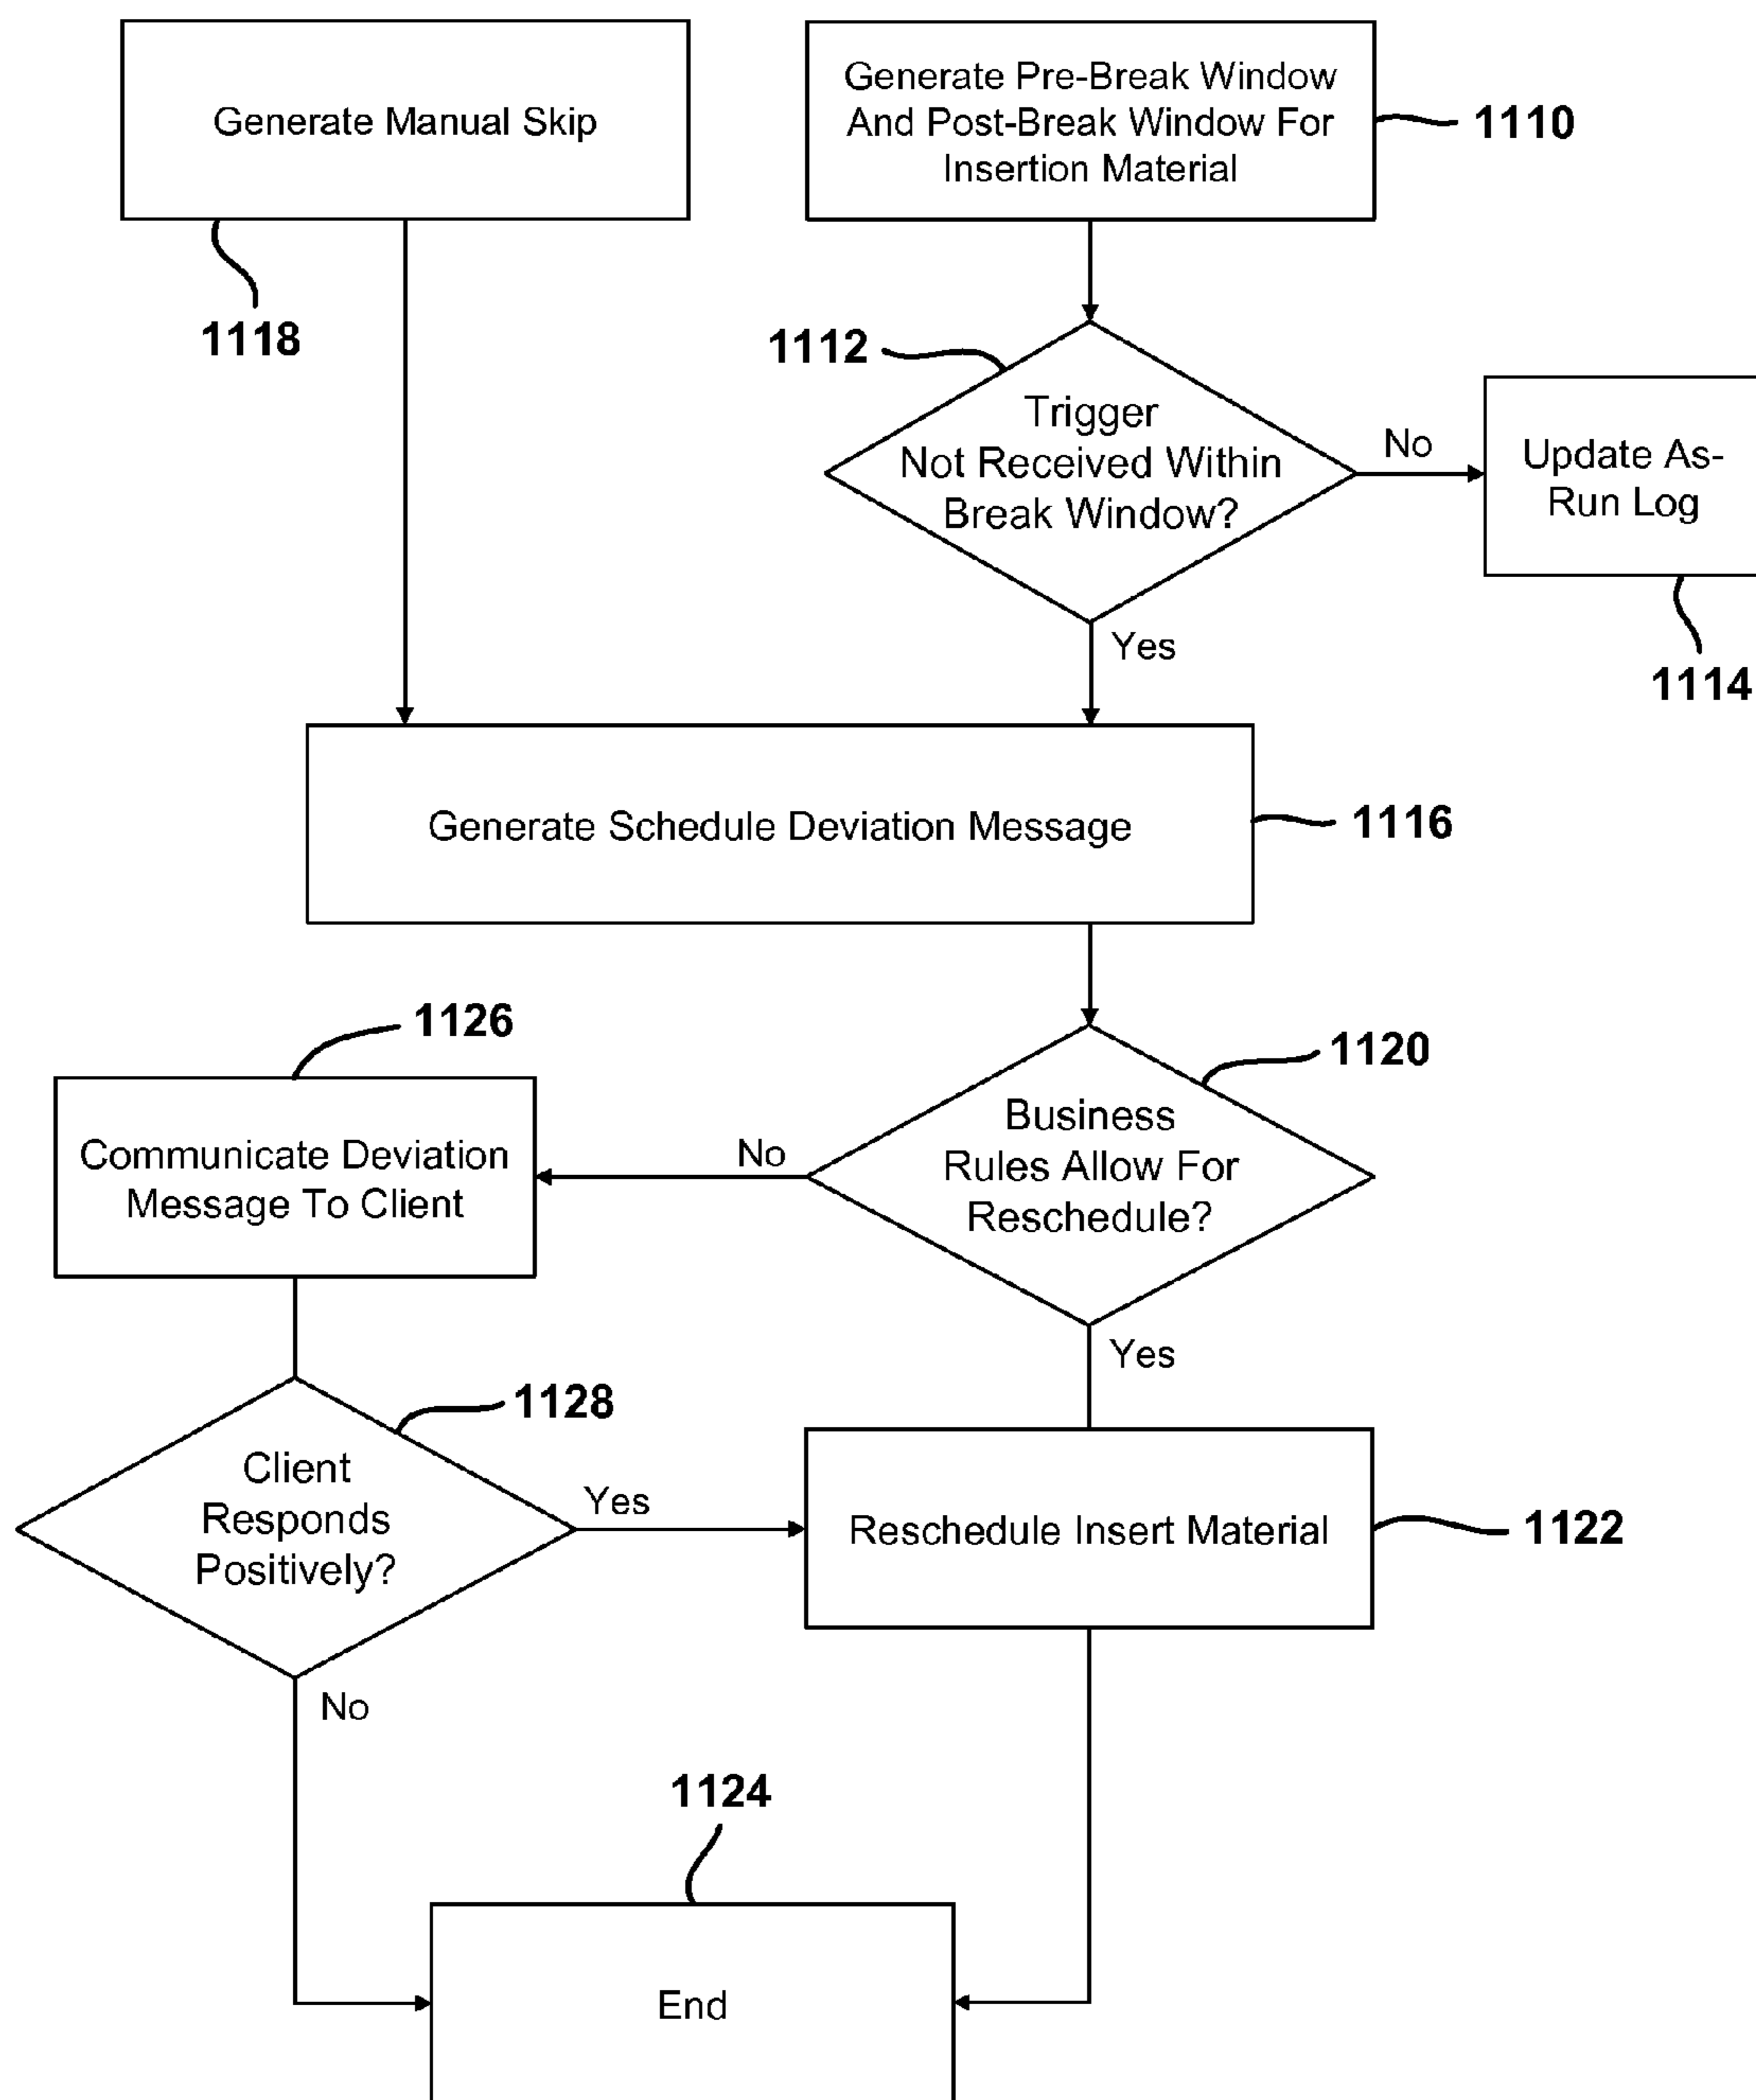 Generate Manual Skip
1118
Generate Pre-Break Window
And Post-Break Window For
Insertion Material
1110
1112
Trigger
Not Received Within
Break Window?
No
Update As-
Run Log
1114
Yes
Generate Schedule Deviation Message
1116
1126
Communicate Deviation
Message To Client
No
Business
Rules Allow For
Reschedule?
1120
Yes
1128
Client
Responds
Positively?
Yes
Reschedule Insert Material
1122
No
1124
End